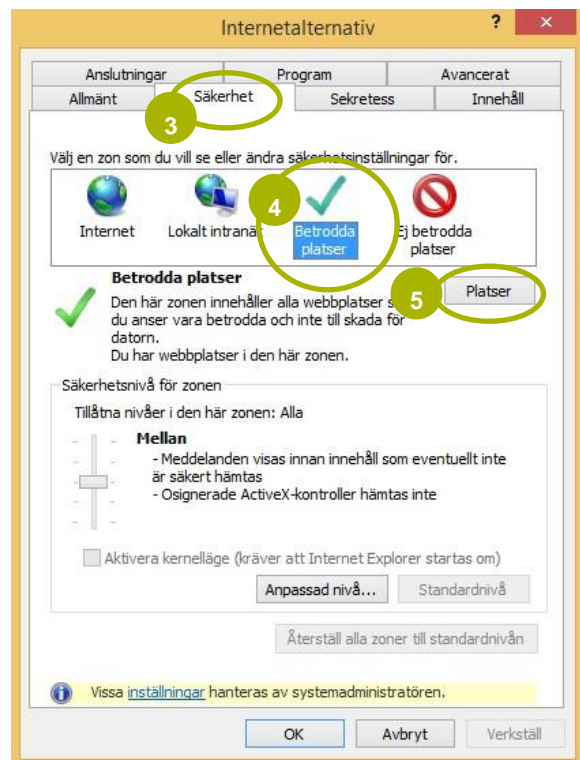 Internetalternativ
?
×
Anslutningar Program Avancerat
Allmänt Säkerhet Sekretess Innehåll
3
Välj en zon som du vill se eller ändra säkerhetsinställningar för.
4
Internet Lokalt intranät Betrodda platser Ej betrodda platser
Betrodda platser
Platser
5
Den här zonen innehåller alla webbplatser
du anser vara betrodda och inte till skada för
datorn.
Du har webbplatser i den här zonen.
Säkerhetsnivå för zonen
Tillåtna nivåer i den här zonen: Alla
Mellan
- Meddelanden visas innan innehåll som eventuellt inte
är säkert hämtas
- Osignerade ActiveX-kontroller hämtas inte
Aktivera kernelläge (kräver att Internet Explorer startas om)
Anpassad nivå... Standardnivå
Återställ alla zoner till standardnivån
Vissa inställningar hanteras av systemadministratören.
OK Avbryt Verkställ